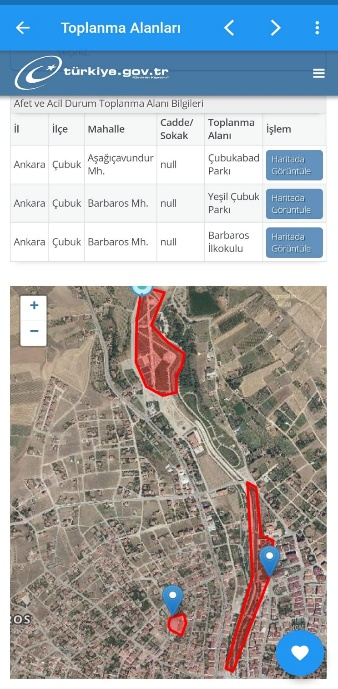 Toplanma Alanları
türkiye.gov.tr
Afet ve Acil Durum Toplanma Alanı Bilgileri
İl İlçe Mahalle Cadde/ Sokak Toplanma Alanı İşlem
Ankara Çubuk Aşağıçavundur Mh. null Çubukabad Parkı Haritada Görüntüle
Ankara Çubuk Barbaros Mh. null Yeşil Çubuk Parkı Haritada Görüntüle
Ankara Çubuk Barbaros Mh. null Barbaros İlkokulu Haritada Görüntüle
+
−
ROS